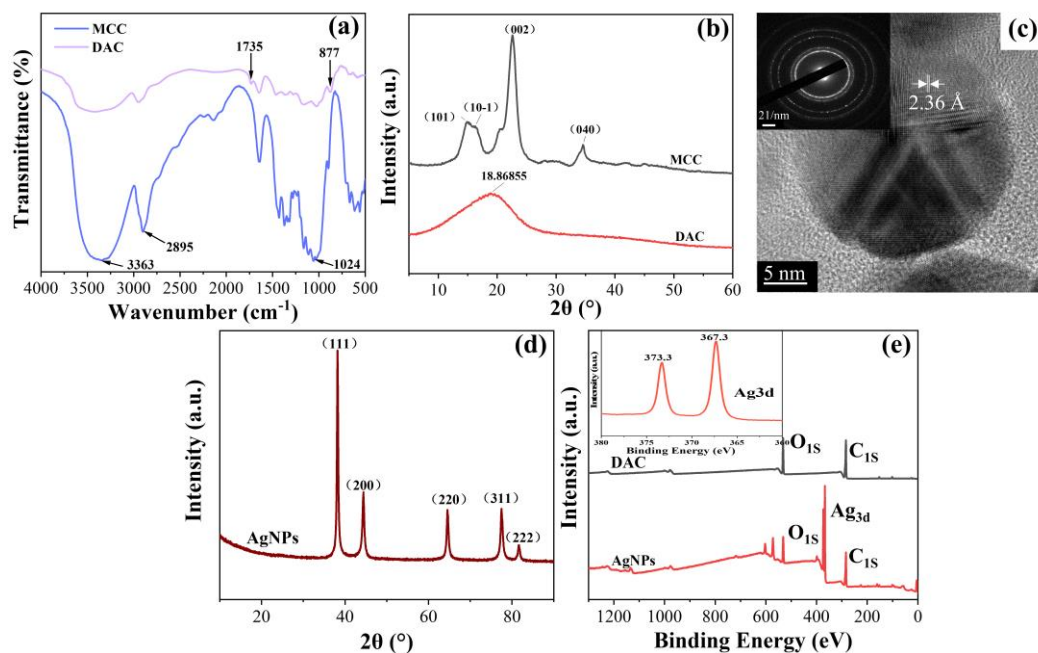 (a)
MCC
DAC
1735
877
2895
3363
1024
Transmittance (%)
4000 3500 3000 2500 2000 1500 1000 500
Wavenumber (cm-1)
(b)
(002)
(101)
(10-1)
(040)
MCC
18.86855
DAC
Intensity (a.u.)
10 20 30 40 50 60
2θ (°)
(c)
2.36 Å
21/nm
5 nm
(d)
(111)
(200)
(220)
(311)
(222)
AgNPs
Intensity (a.u.)
20 40 60 80
2θ (°)
(e)
373.3
367.3
Ag3d
Intensity (a.u.)
380 375 370 365 360
Binding Energy (eV)
DAC
O1S
C1S
Ag3d
O1S
C1S
AgNPs
Intensity (a.u.)
1200 1000 800 600 400 200 0
Binding Energy (eV)